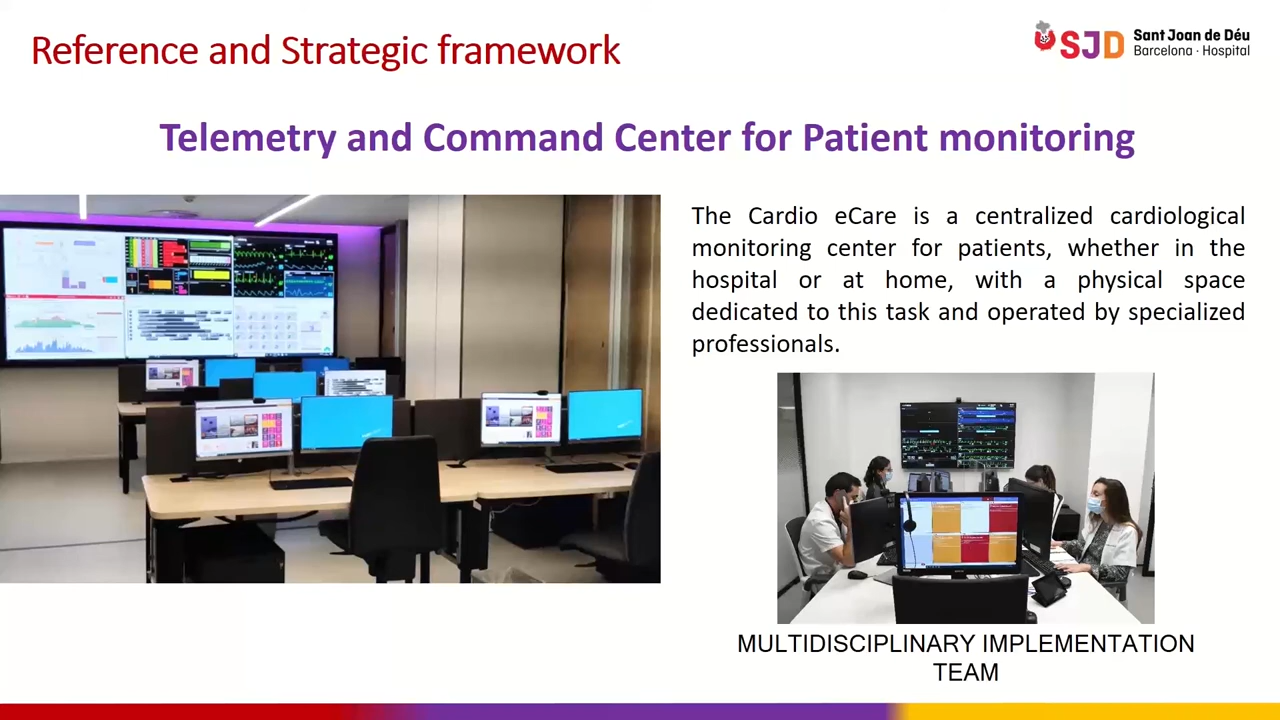 Reference and Strategic framework
SJD
Sant Joan de Déu
Barcelona · Hospital
Telemetry and Command Center for Patient monitoring
The Cardio eCare is a centralized cardiological
monitoring center for patients, whether in the
hospital or at home, with a physical space
dedicated to this task and operated by specialized
professionals.
MULTIDISCIPLINARY IMPLEMENTATION
TEAM